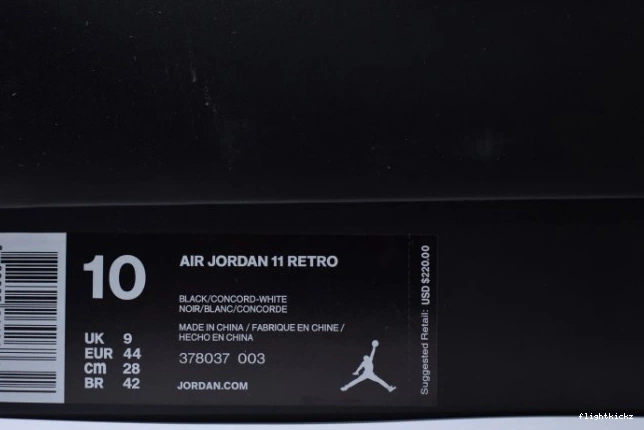 10
UK 9
EUR 44
cm 28
BR 42
AIR JORDAN 11 RETRO
BLACK/CONCORD-WHITE
NOIR/BLANC/CONCORDE
MADE IN CHINA / FABRIQUE EN CHINE /
HECHO EN CHINA
378037 003
JORDAN.COM
Suggested Retail: USD $220.00
flightkickz